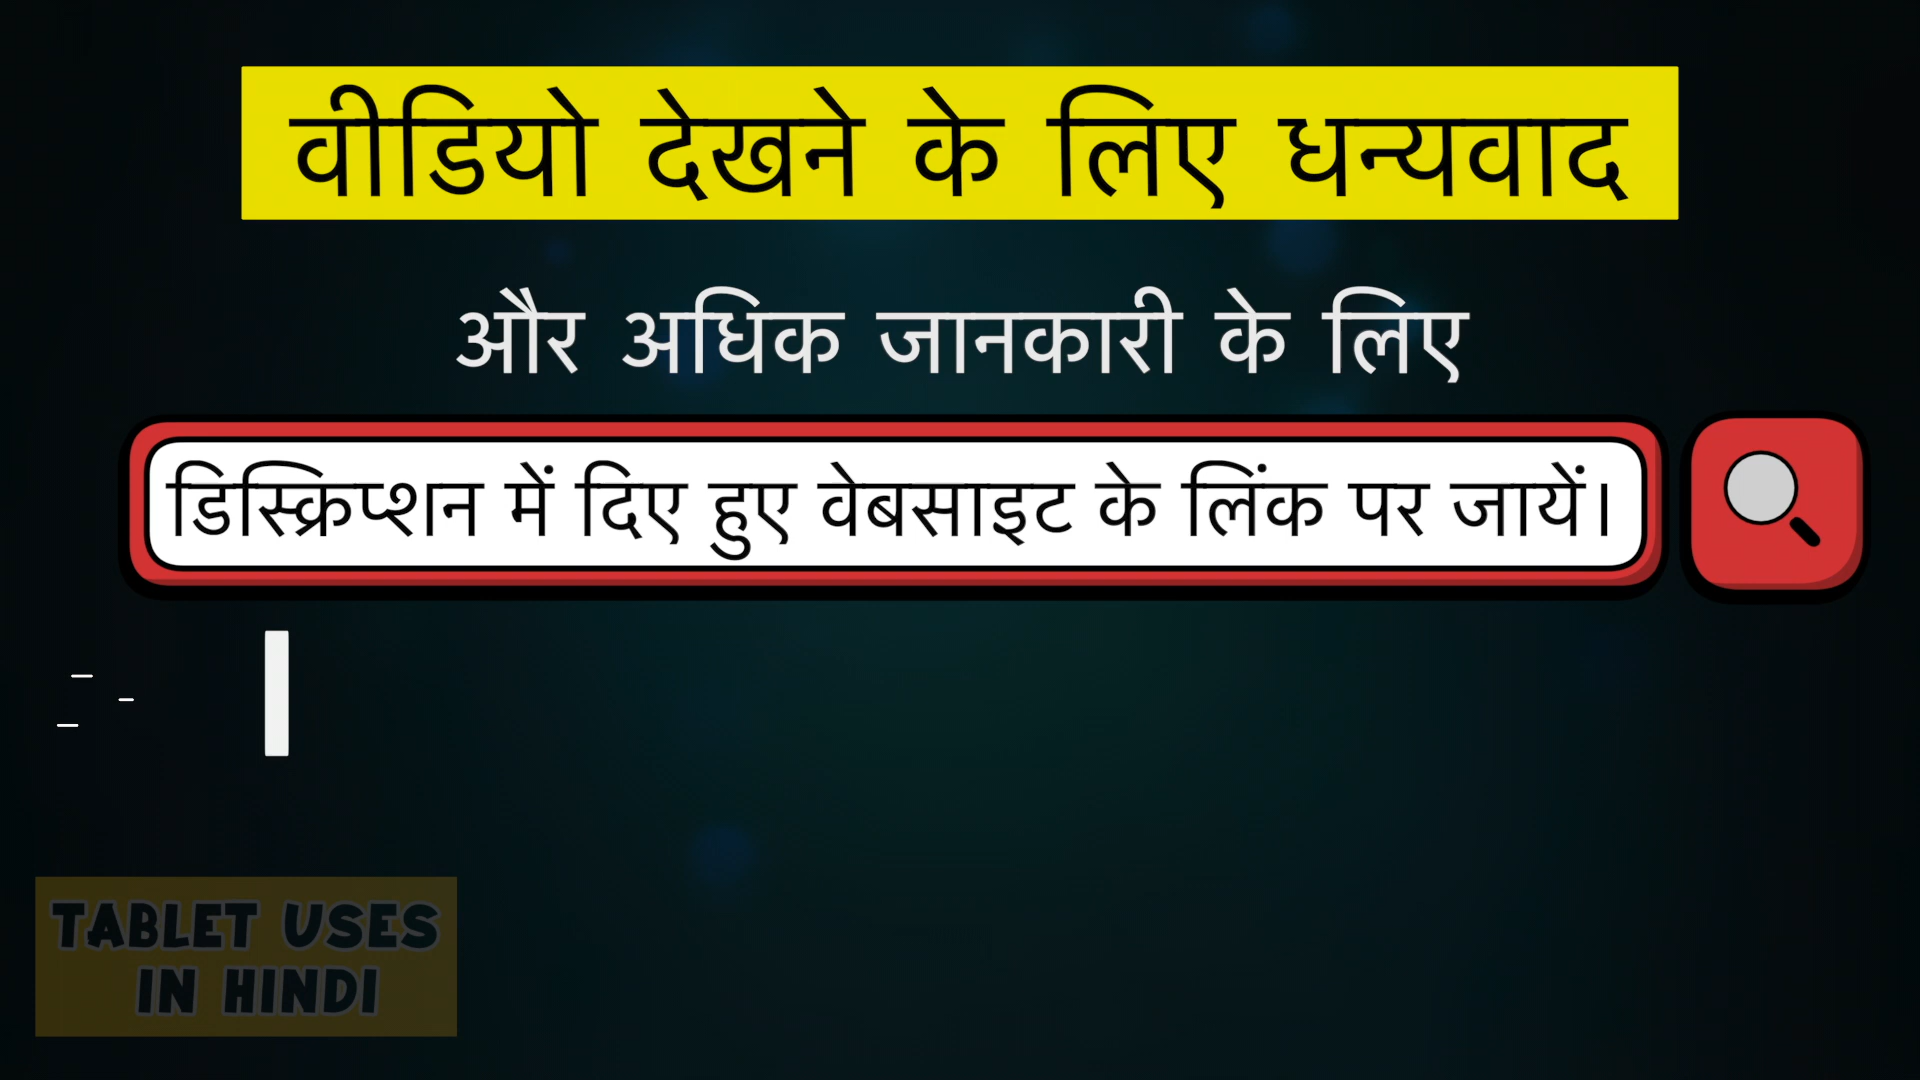 वीडियो देखने के लिए धन्यवाद
और अधिक जानकारी के लिए
डिस्क्रिप्शन में दिए हुए वेबसाइट के लिंक पर जायें।
TABLET USES
IN HINDI